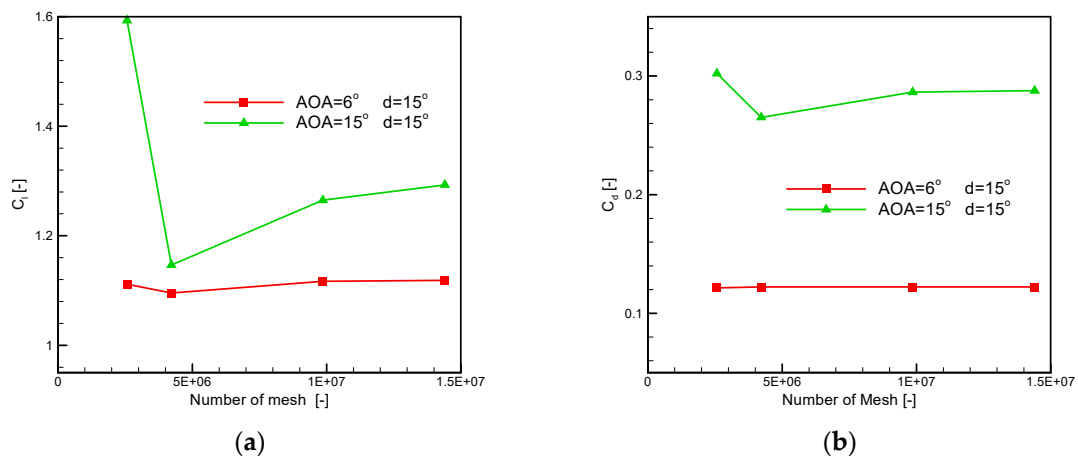 1.6
1.4
1.2
1
C_l [-]
AOA=6° d=15°
AOA=15° d=15°
0 5E+06 1E+07 1.5E+07
Number of mesh [-]
(a)
0.3
0.2
0.1
C_d [-]
AOA=6° d=15°
AOA=15° d=15°
0 5E+06 1E+07 1.5E+07
Number of Mesh [-]
(b)